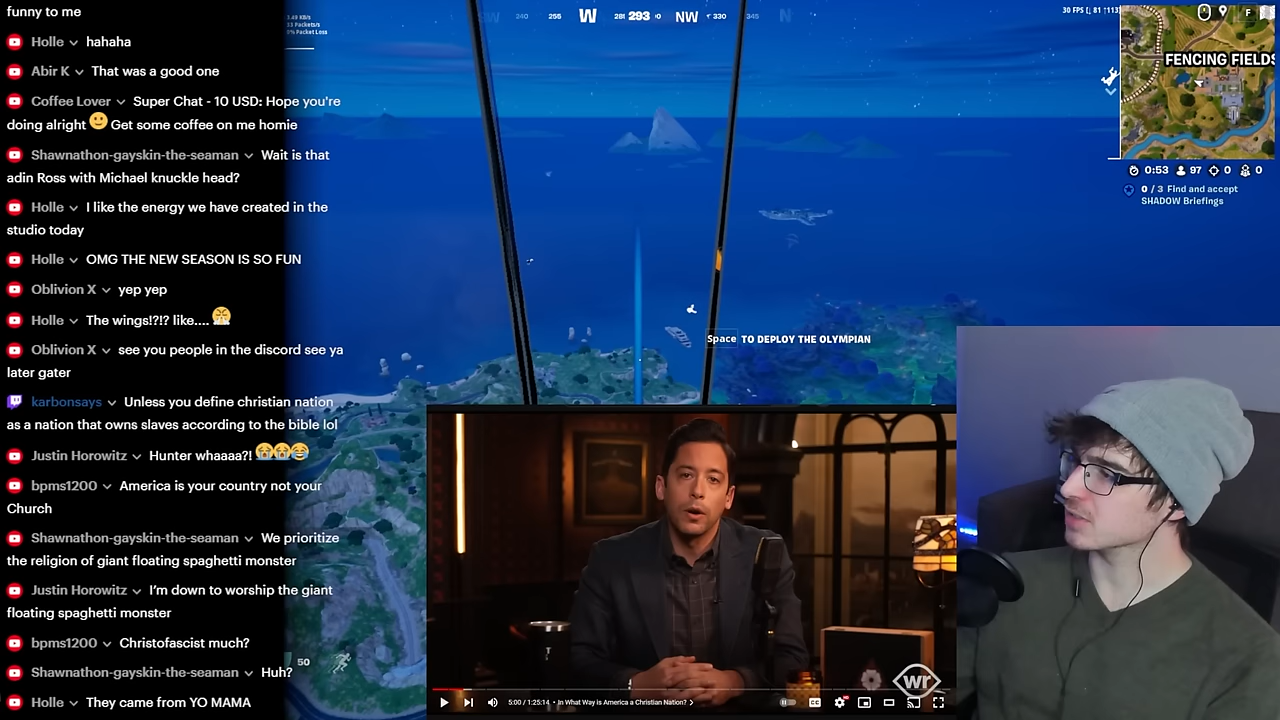 funny to me
Holle hahaha
Abir K That was a good one
Coffee Lover Super Chat - 10 USD: Hope you're
doing alright Get some coffee on me homie
Shawnathon-gayskin-the-seaman Wait is that
adin Ross with Michael knuckle head?
Holle I like the energy we have created in the
studio today
Holle OMG THE NEW SEASON IS SO FUN
Oblivion X yep yep
Holle The wings!?!? like....
Oblivion X see you people in the discord see ya
later gater
karbonsays Unless you define christian nation
as a nation that owns slaves according to the bible lol
Justin Horowitz Hunter whaaaa?!
bpms1200 America is your country not your
Church
Shawnathon-gayskin-the-seaman We prioritize
the religion of giant floating spaghetti monster
Justin Horowitz I'm down to worship the giant
floating spaghetti monster
bpms1200 Christofascist much?
Shawnathon-gayskin-the-seaman Huh?
Holle They came from YO MAMA
240 255 W 293 NW 330 345 N
30 FPS
F
FENCING FIELDS
0:53 97 0 0
0 / 3 Find and accept
SHADOW Briefings
Space TO DEPLOY THE OLYMPIAN
50
wr
5:00 / 1:25:14 • In What Way is America a Christian Nation?